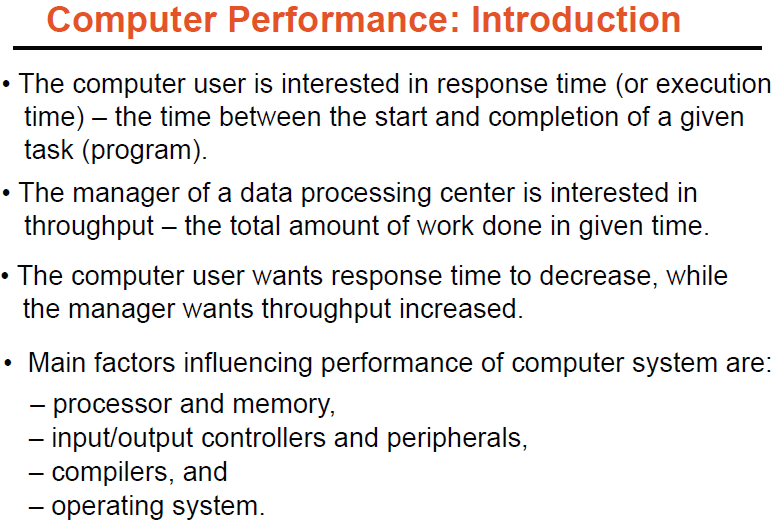 Computer Performance: Introduction
• The computer user is interested in response time (or execution
time) – the time between the start and completion of a given
task (program).
• The manager of a data processing center is interested in
throughput – the total amount of work done in given time.
• The computer user wants response time to decrease, while
the manager wants throughput increased.
• Main factors influencing performance of computer system are:
– processor and memory,
– input/output controllers and peripherals,
– compilers, and
– operating system.